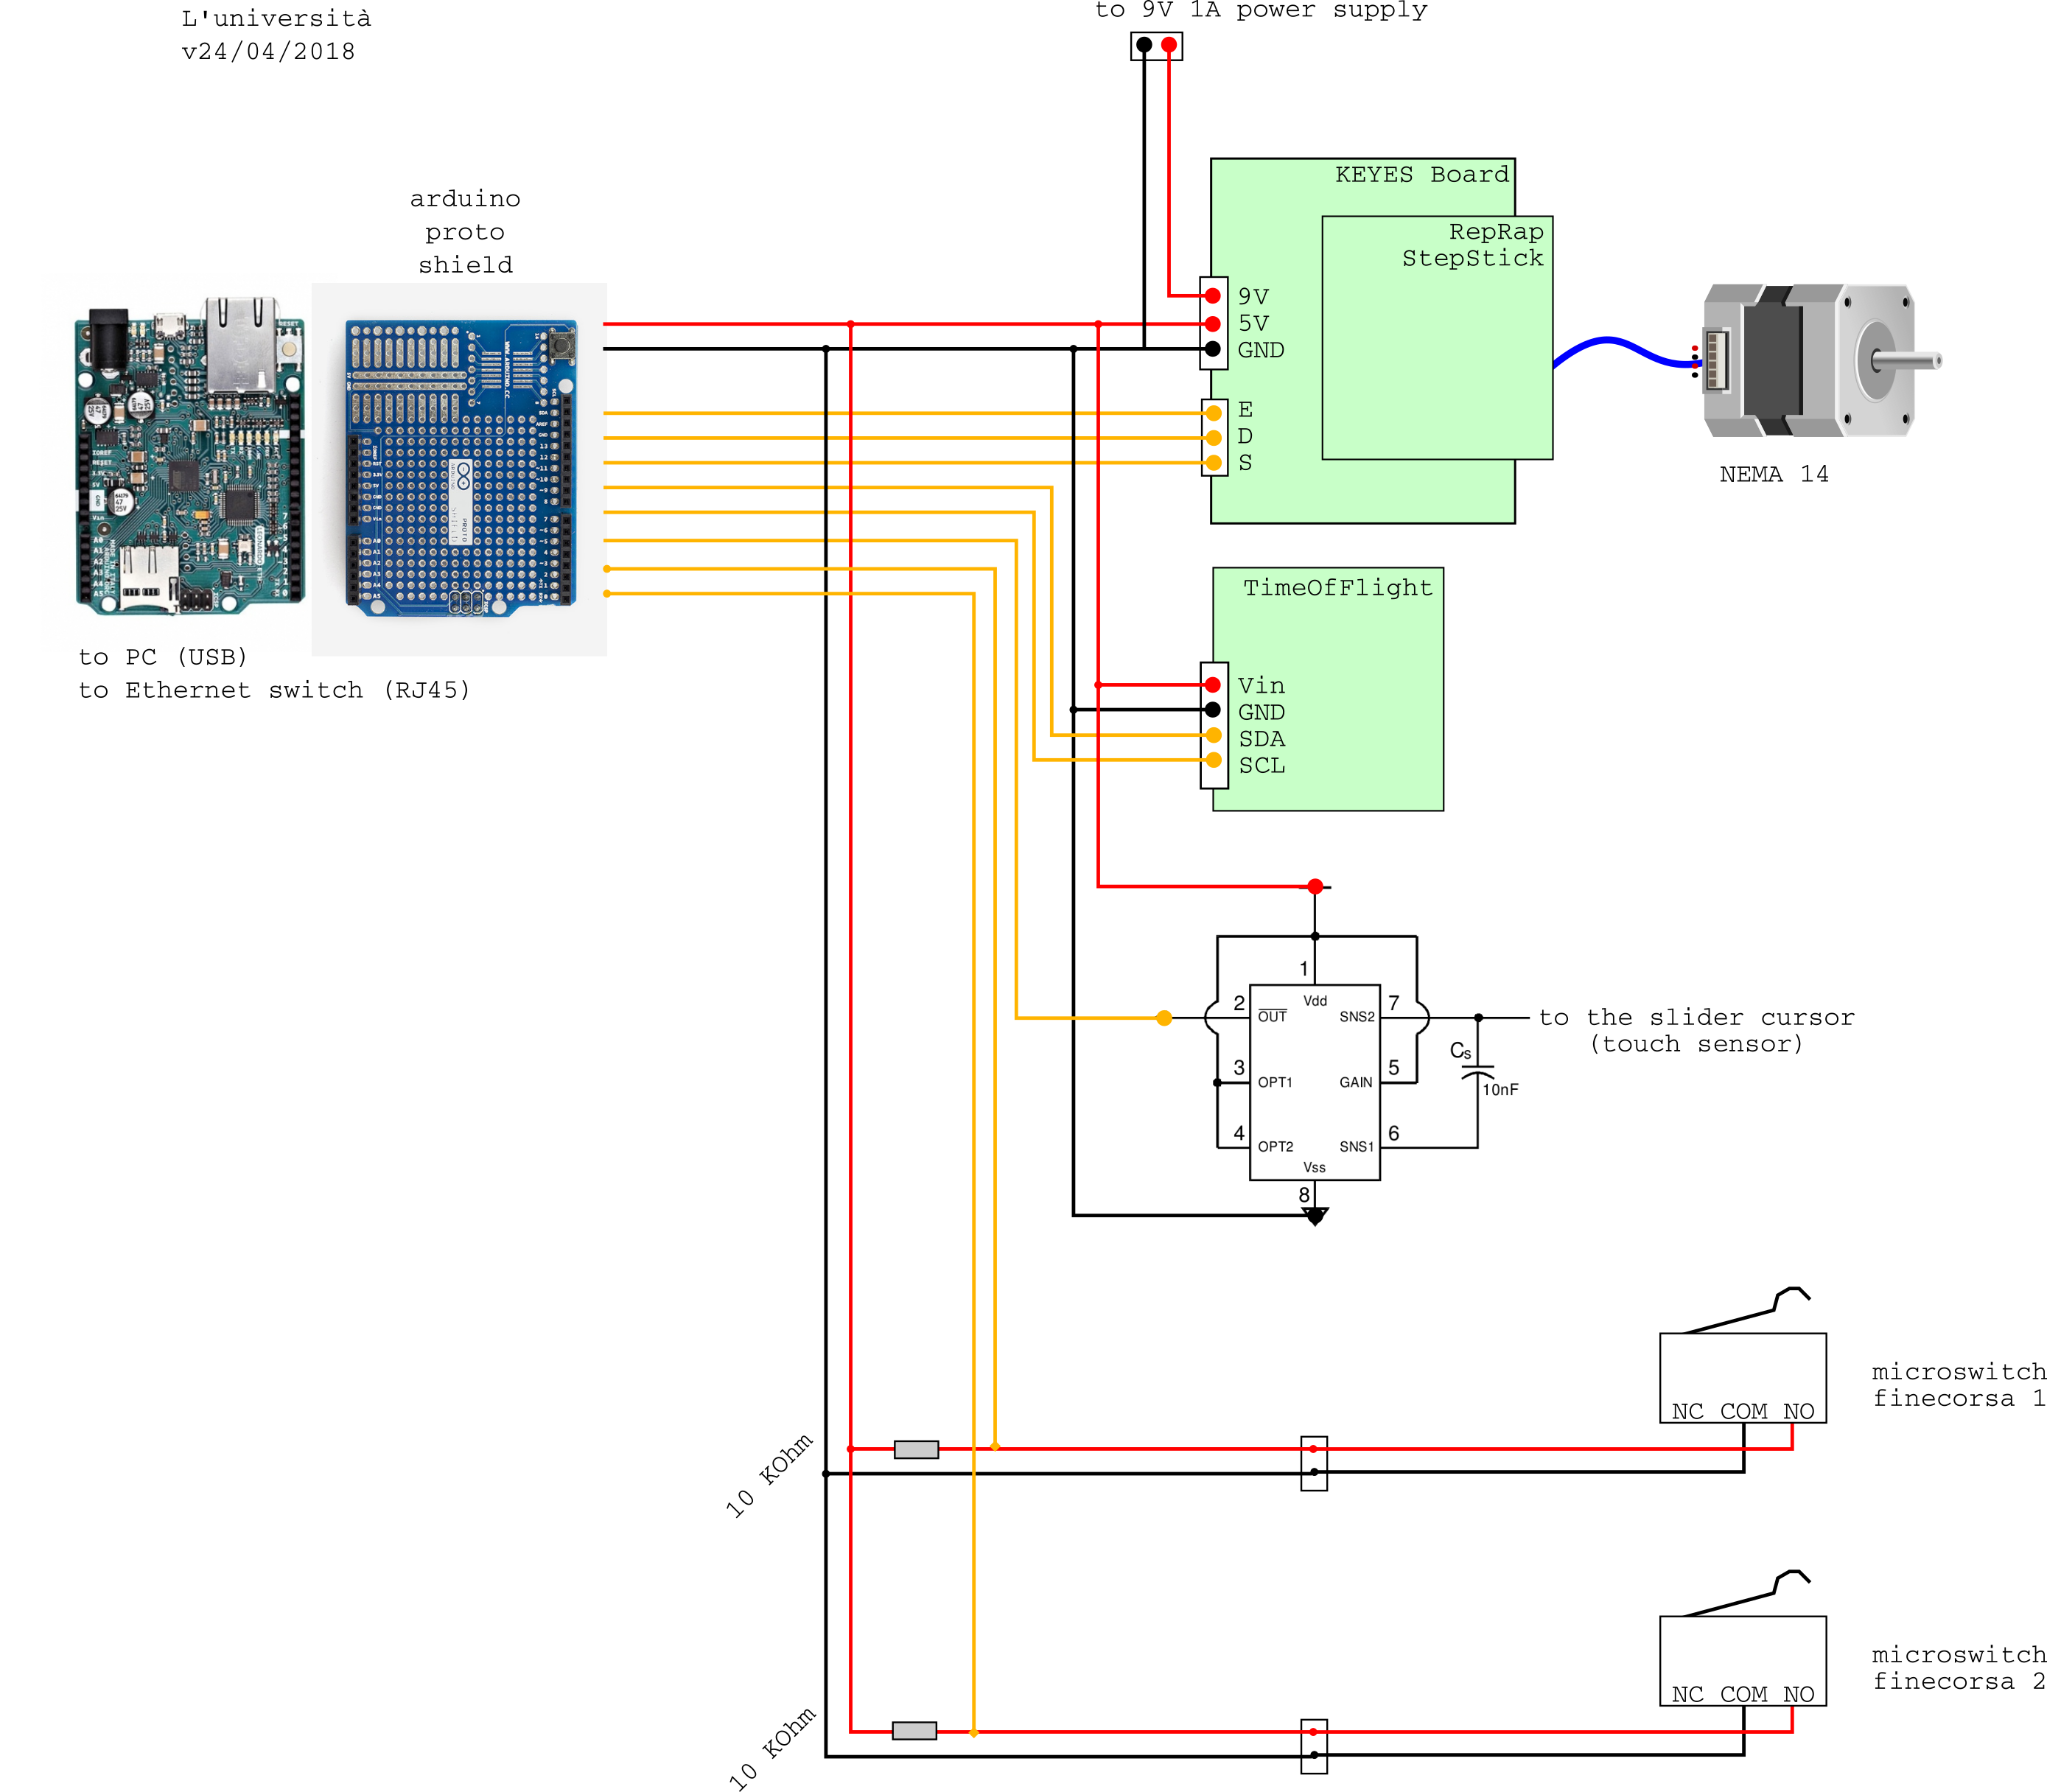 L'università
v24/04/2018
to 9V 1A power supply
arduino
proto
shield
KEYES Board
RepRap
StepStick
9V
5V
GND
E
D
S
NEMA 14
to PC (USB)
to Ethernet switch (RJ45)
TimeOfFlight
Vin
GND
SDA
SCL
1
Vdd
2
OUT
SNS2
7
to the slider cursor
(touch sensor)
Cs
10nF
3
OPT1
GAIN
5
4
OPT2
SNS1
6
Vss
8
microswitch
finecorsa 1
NC COM NO
10 KOhm
microswitch
finecorsa 2
NC COM NO
10 KOhm